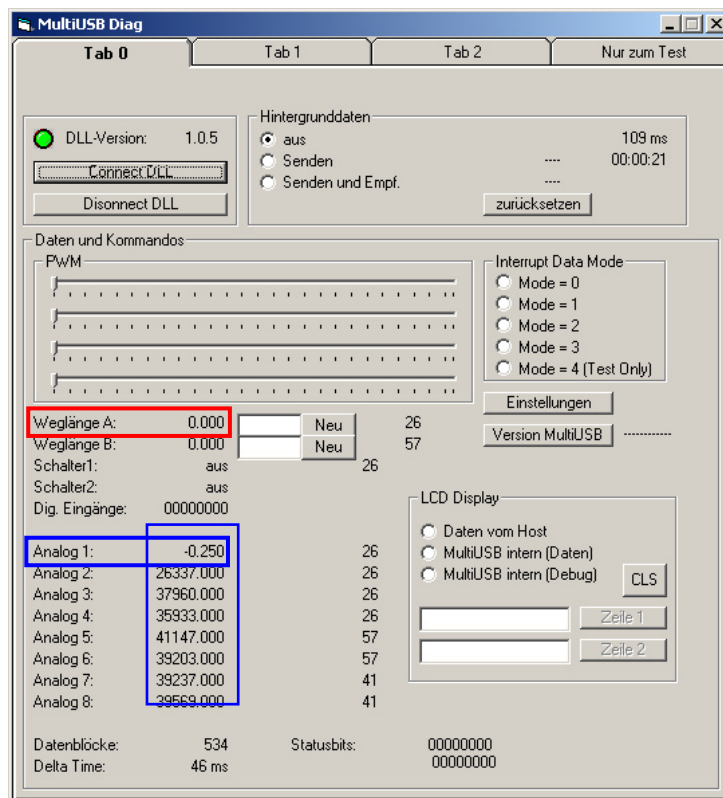 MultiUSB Diag
Tab 0 Tab 1 Tab 2 Nur zum Test
DLL-Version: 1.0.5
Connect DLL
Disonnect DLL
Hintergrunddaten
aus 109 ms
Senden ---- 00:00:21
Senden und Empf. ----
zurücksetzen
Daten und Kommandos
PWM
Interrupt Data Mode
Mode = 0
Mode = 1
Mode = 2
Mode = 3
Mode = 4 (Test Only)
Einstellungen
Version MultiUSB -----------
Weglänge A: 0.000 Neu 26
Weglänge B: 0.000 Neu 57
Schalter1: aus 26
Schalter2: aus
Dig. Eingänge: 00000000
Analog 1: -0.250 26
Analog 2: 26337.000 26
Analog 3: 37960.000 26
Analog 4: 35933.000 26
Analog 5: 41147.000 57
Analog 6: 39203.000 57
Analog 7: 39237.000 41
Analog 8: 39569.000 41
LCD Display
Daten vom Host
MultiUSB intern (Daten)
MultiUSB intern (Debug)
CLS
Zeile 1
Zeile 2
Datenblöcke: 534 Statusbits: 00000000
Delta Time: 46 ms 00000000